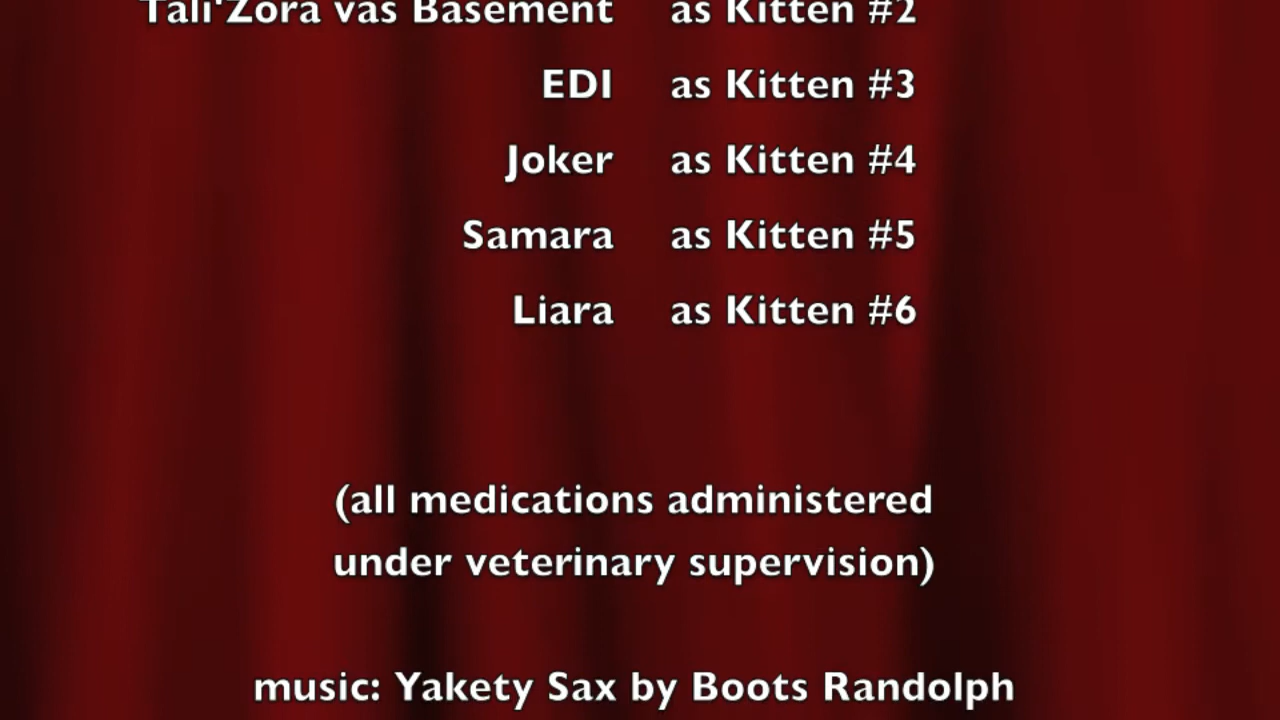 Tali'Zora vas Basement as Kitten #2
EDI as Kitten #3
Joker as Kitten #4
Samara as Kitten #5
Liara as Kitten #6
(all medications administered
under veterinary supervision)
music: Yakety Sax by Boots Randolph